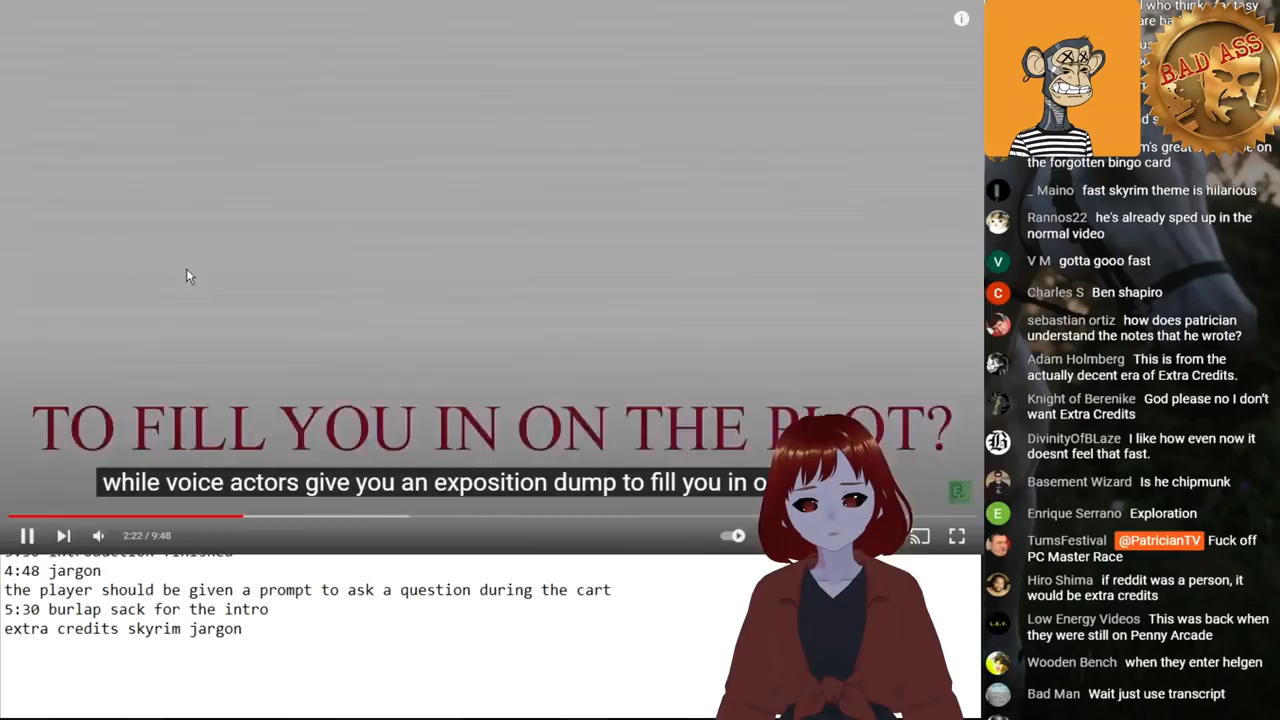 TO FILL YOU IN ON THE PLOT?
while voice actors give you an exposition dump to fill you in o
2:22 / 9:48
4:48 jargon
the player should be given a prompt to ask a question during the cart
5:30 burlap sack for the intro
extra credits skyrim jargon
BAD ASS
the forgotten bingo card
_ Maino fast skyrim theme is hilarious
Rannos22 he's already sped up in the
normal video
V M gotta gooo fast
Charles S Ben shapiro
sebastian ortiz how does patrician
understand the notes that he wrote?
Adam Holmberg This is from the
actually decent era of Extra Credits.
Knight of Berenike God please no I don't
want Extra Credits
DivinityOfBLaze I like how even now it
doesnt feel that fast.
Basement Wizard Is he chipmunk
Enrique Serrano Exploration
TumsFestival @PatricianTV Fuck off
PC Master Race
Hiro Shima if reddit was a person, it
would be extra credits
Low Energy Videos This was back when
they were still on Penny Arcade
Wooden Bench when they enter helgen
Bad Man Wait just use transcript